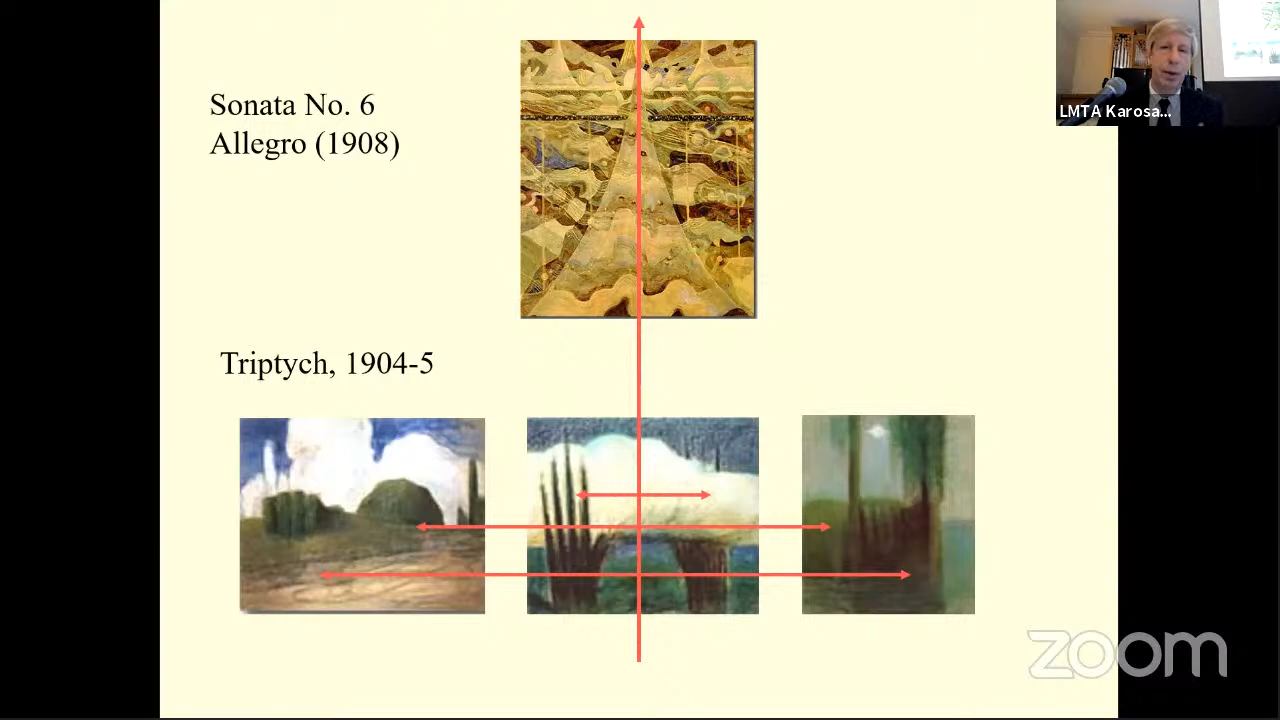 Sonata No. 6
Allegro (1908)
LMTA Karosa...
Triptych, 1904-5
zoom